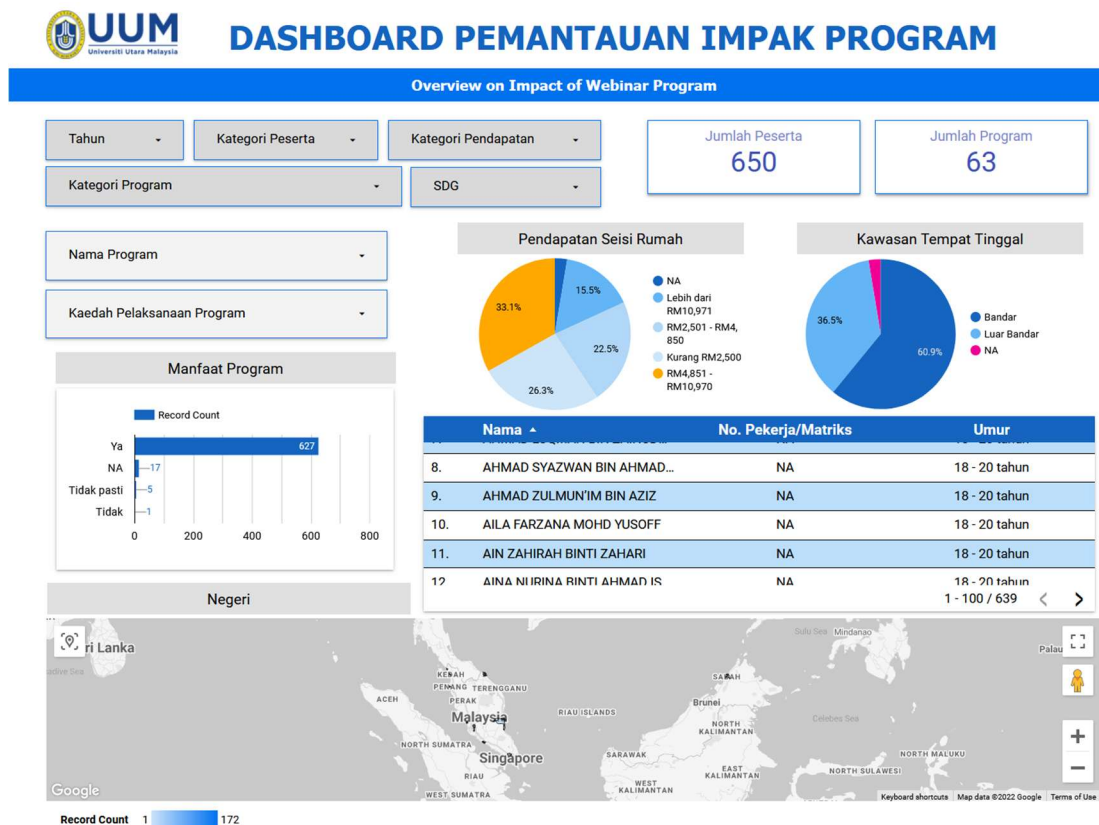 UUM
Universiti Utara Malaysia
DASHBOARD PEMANTAUAN IMPAK PROGRAM
Overview on Impact of Webinar Program
Tahun
Kategori Peserta
Kategori Pendapatan
Jumlah Peserta
650
Jumlah Program
63
Kategori Program
SDG
Nama Program
Kaedah Pelaksanaan Program
Pendapatan Seisi Rumah
15.5%
22.5%
26.3%
33.1%
NA
Lebih dari
RM10,971
RM2,501 - RM4,
850
Kurang RM2,500
RM4,851 -
RM10,970
Kawasan Tempat Tinggal
36.5%
60.9%
Bandar
Luar Bandar
NA
Manfaat Program
Record Count
Ya 627
NA 17
Tidak pasti 5
Tidak 1
0 200 400 600 800
Nama No. Pekerja/Matriks Umur
8. AHMAD SYAZWAN BIN AHMAD... NA 18 - 20 tahun
9. AHMAD ZULMUN'IM BIN AZIZ NA 18 - 20 tahun
10. AILA FARZANA MOHD YUSOFF NA 18 - 20 tahun
11. AIN ZAHIRAH BINTI ZAHARI NA 18 - 20 tahun
12 AINA NURINA BINTI AHMAD IS NA 18 - 20 tahun
1 - 100 / 639
Negeri
ri Lanka
Sulu Sea
Mindanao
Palau
KEDAH
PENANG
TERENGGANU
PERAK
ACEH
Malaysia
RIAU ISLANDS
SABAH
Brunei
NORTH
KALIMANTAN
Celebes Sea
NORTH SUMATRA
Singapore
SARAWAK
NORTH MALUKU
RIAU
EAST
KALIMANTAN
NORTH SULAWESI
WEST
KALIMANTAN
WEST SUMATRA
Google
Keyboard shortcuts Map data ©2022 Google Terms of Use
Record Count 1 172